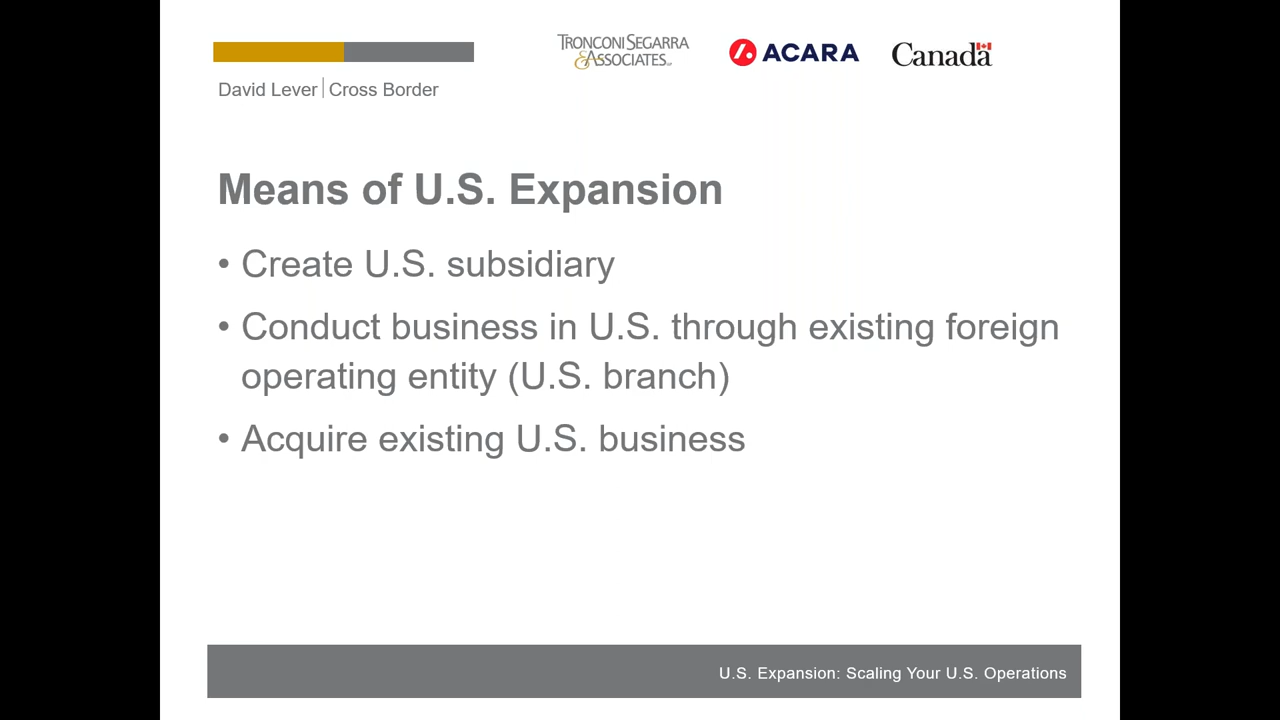 TRONCONI SEGARRA
& ASSOCIATES LLP
ACARA
Canada
David Lever | Cross Border
Means of U.S. Expansion
• Create U.S. subsidiary
• Conduct business in U.S. through existing foreign
operating entity (U.S. branch)
• Acquire existing U.S. business
U.S. Expansion: Scaling Your U.S. Operations